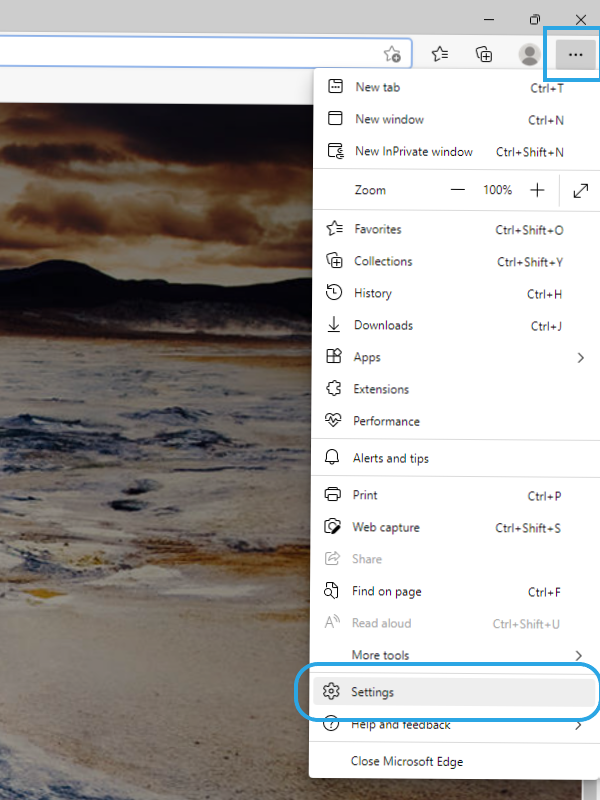 New tab Ctrl+T
New window Ctrl+N
New InPrivate window Ctrl+Shift+N
Zoom 100%
Favorites Ctrl+Shift+O
Collections Ctrl+Shift+Y
History Ctrl+H
Downloads Ctrl+J
Apps
Extensions
Performance
Alerts and tips
Print Ctrl+P
Web capture Ctrl+Shift+S
Share
Find on page Ctrl+F
Read aloud Ctrl+Shift+U
More tools
Settings
Help and feedback
Close Microsoft Edge